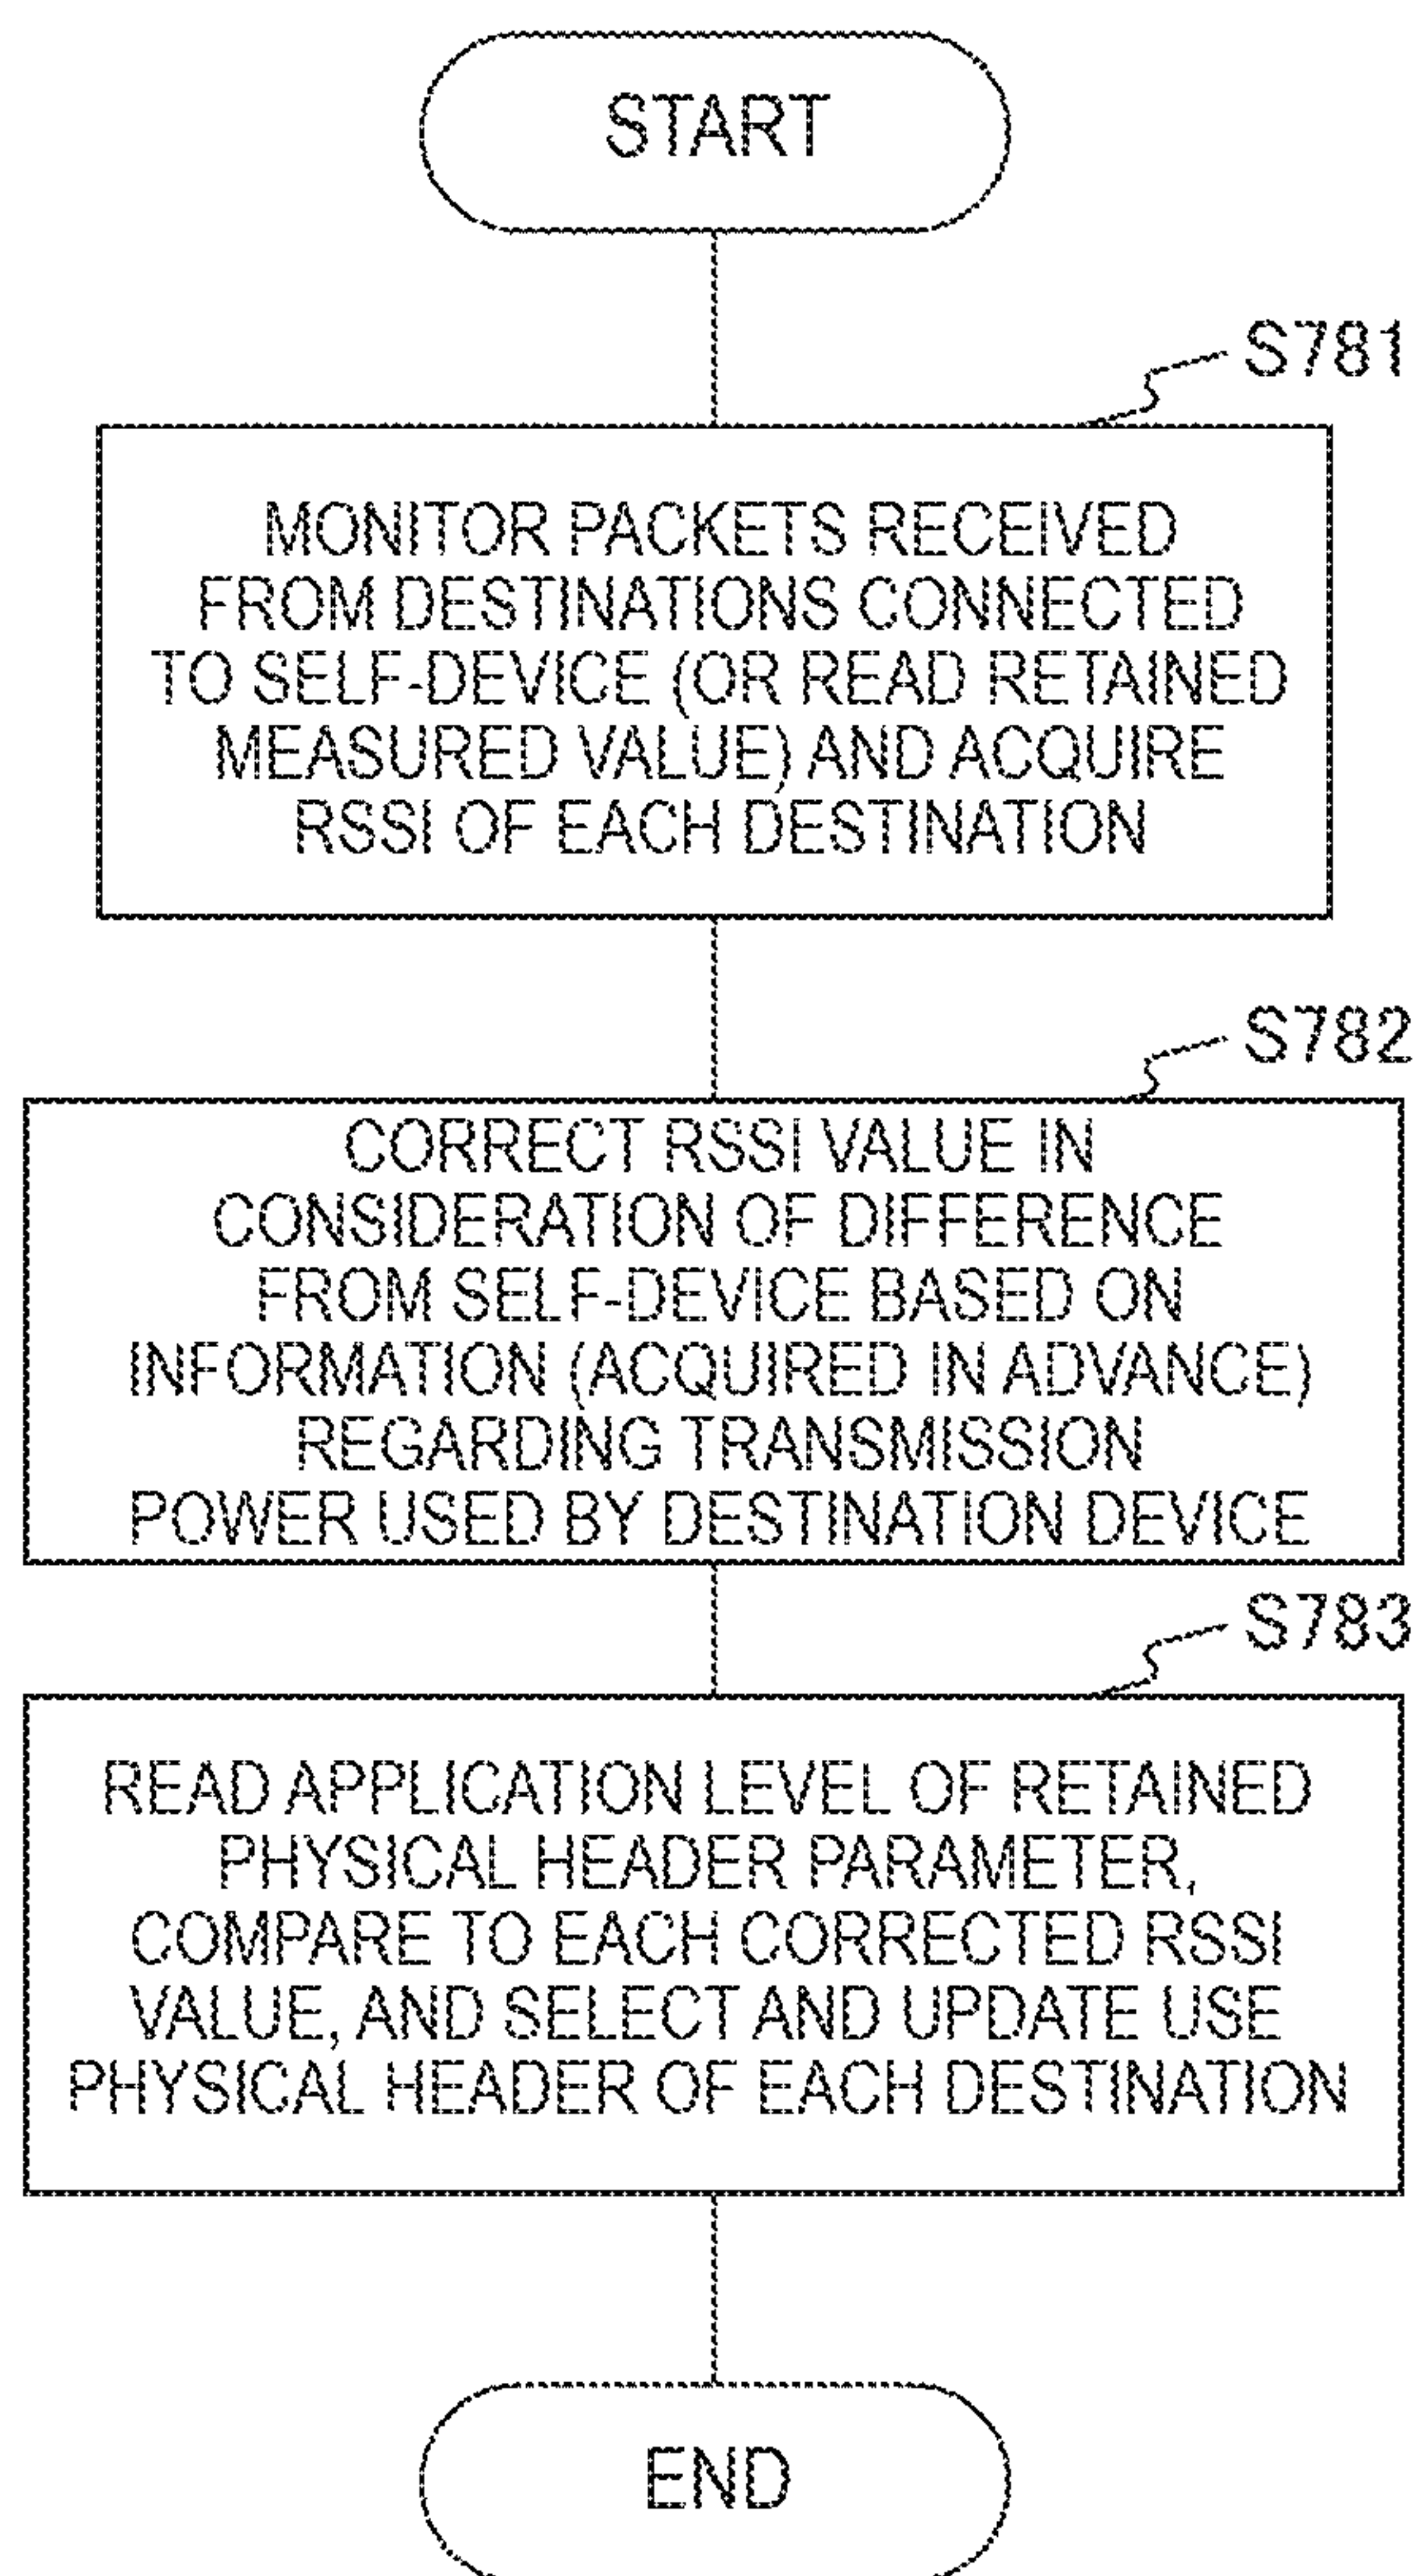 START
S781
MONITOR PACKETS RECEIVED
FROM DESTINATIONS CONNECTED
TO SELF-DEVICE (OR READ RETAINED
MEASURED VALUE) AND ACQUIRE
RSSI OF EACH DESTINATION
S782
CORRECT RSSI VALUE IN
CONSIDERATION OF DIFFERENCE
FROM SELF-DEVICE BASED ON
INFORMATION (ACQUIRED IN ADVANCE)
REGARDING TRANSMISSION
POWER USED BY DESTINATION DEVICE
S783
READ APPLICATION LEVEL OF RETAINED
PHYSICAL HEADER PARAMETER,
COMPARE TO EACH CORRECTED RSSI
VALUE, AND SELECT AND UPDATE USE
PHYSICAL HEADER OF EACH DESTINATION
END